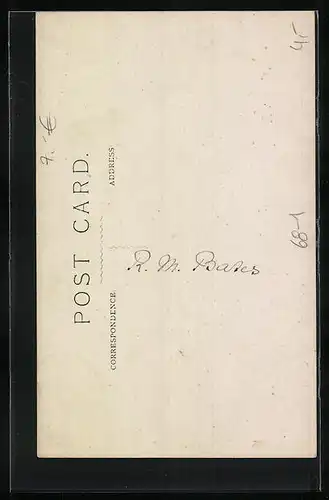 POST CARD.
CORRESPONDENCE.
ADDRESS
R. M. Bates
9.-€
4,-
68-1